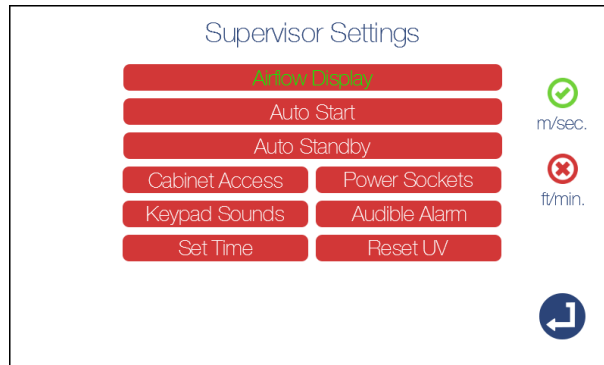 Supervisor Settings
Airflow Display
Auto Start
Auto Standby
Cabinet Access
Power Sockets
Keypad Sounds
Audible Alarm
Set Time
Reset UV
m/sec.
ft/min.